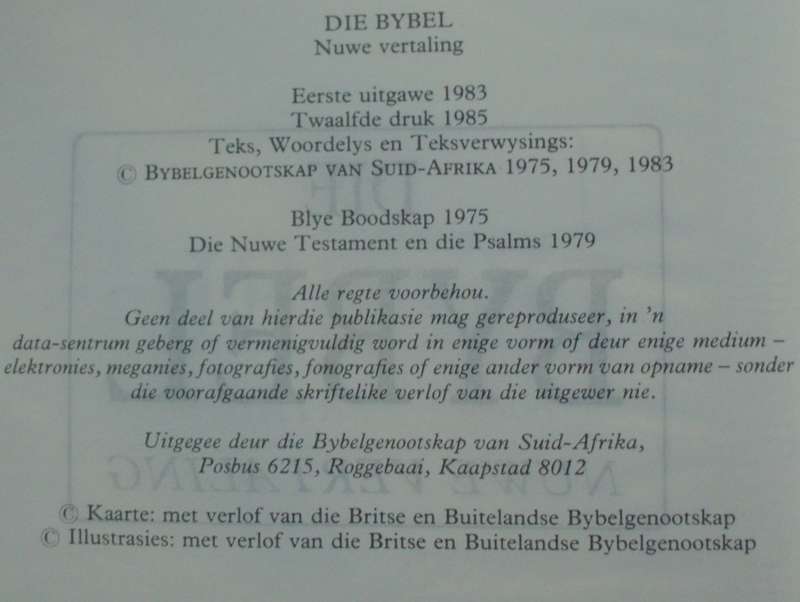 DIE BYBEL
Nuwe vertaling
Eerste uitgawe 1983
Twaalfde druk 1985
Teks, Woordelys en Teksverwysings:
© BYBELGENOOTSKAP VAN SUID-AFRIKA 1975, 1979, 1983
Blye Boodskap 1975
Die Nuwe Testament en die Psalms 1979
Alle regte voorbehou.
Geen deel van hierdie publikasie mag gereproduseer, in 'n
data-sentrum geberg of vermenigvuldig word in enige vorm of deur enige medium –
elektronies, meganies, fotografies, fonografies of enige ander vorm van opname – sonder
die voorafgaande skriftelike verlof van die uitgewer nie.
Uitgegee deur die Bybelgenootskap van Suid-Afrika,
Posbus 6215, Roggebaai, Kaapstad 8012
© Kaarte: met verlof van die Britse en Buitelandse Bybelgenootskap
© Illustrasies: met verlof van die Britse en Buitelandse Bybelgenootskap
DIE
BYBEL
NUWE VERTALING